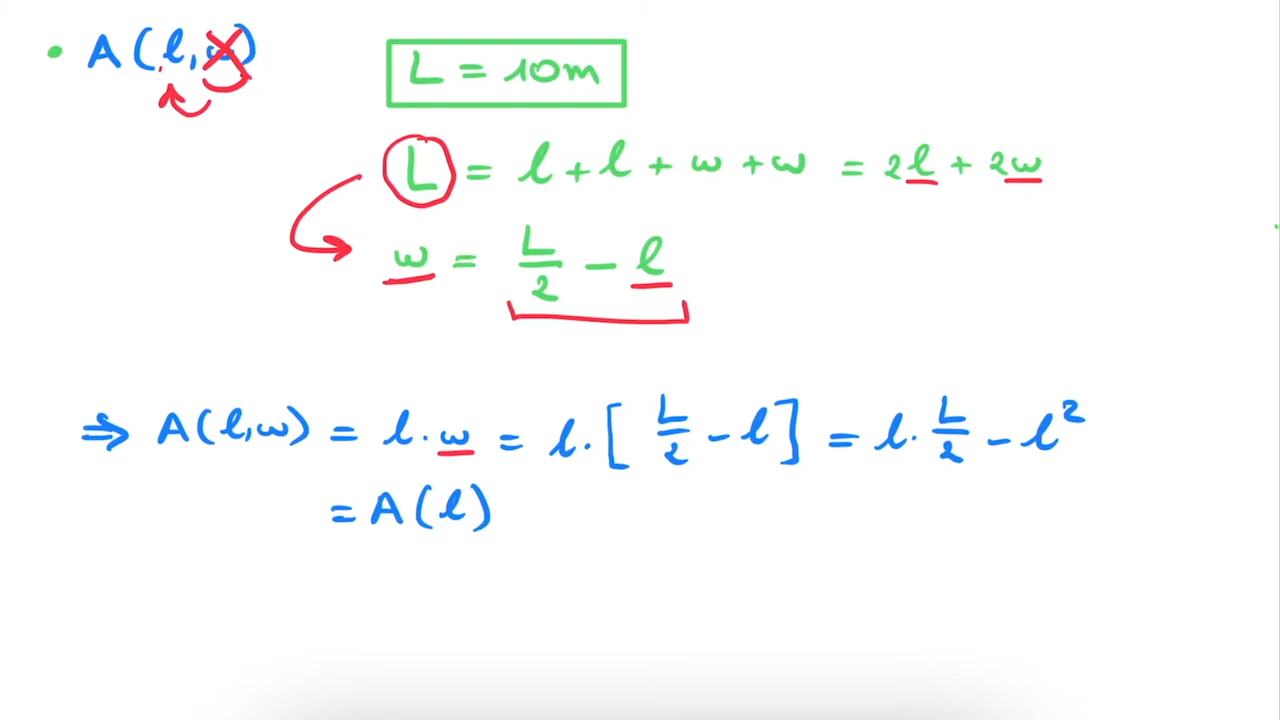 • A(l,w)
L = 10m
L = l + l + w + w = 2l + 2w
w = L/2 - l
⇒ A(l,w) = l · w = l · [L/2 - l] = l · L/2 - l²
= A(l)